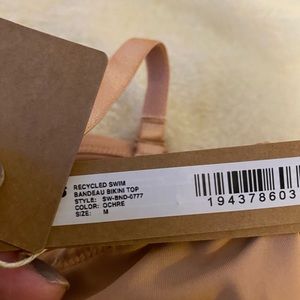 RECYCLED SWIM
BANDEAU BIKINI TOP
STYLE: SW-BND-0777
COLOR: OCHRE
SIZE: M
194378603